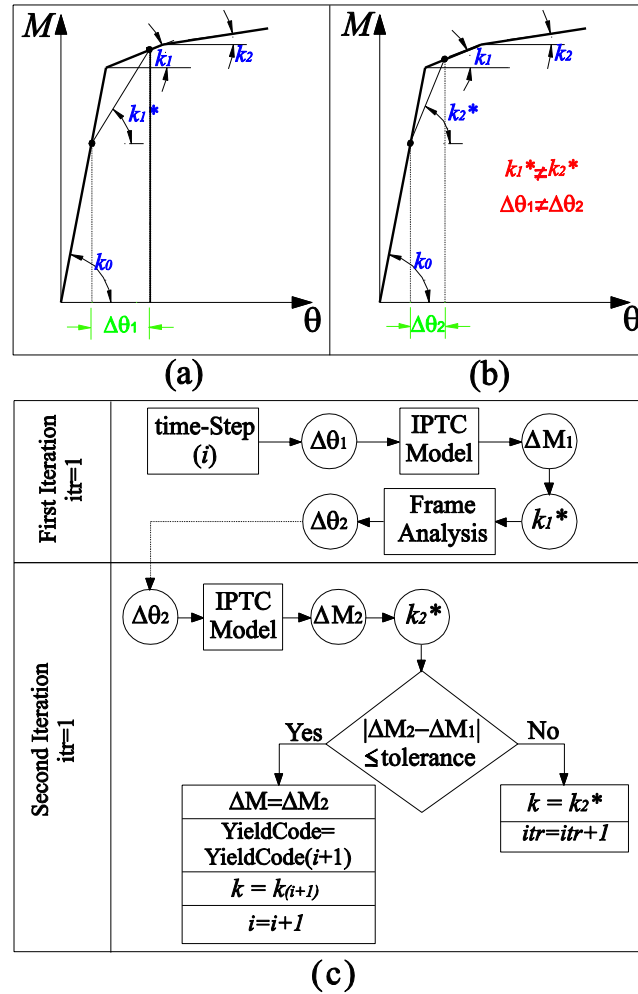 M
k1
k2
k1*
k0
θ
Δθ1
(a)
M
k1
k2
k2*
k1*≠k2*
Δθ1≠Δθ2
k0
θ
Δθ2
(b)
First Iteration
itr=1
time-Step
(i)
Δθ1
IPTC
Model
ΔM1
Δθ2
Frame
Analysis
k1*
Second Iteration
itr=1
Δθ2
IPTC
Model
ΔM2
k2*
|ΔM2−ΔM1|
≤tolerance
Yes
No
ΔM=ΔM2
YieldCode=
YieldCode(i+1)
k = k(i+1)
i=i+1
k = k2*
itr=itr+1
(c)